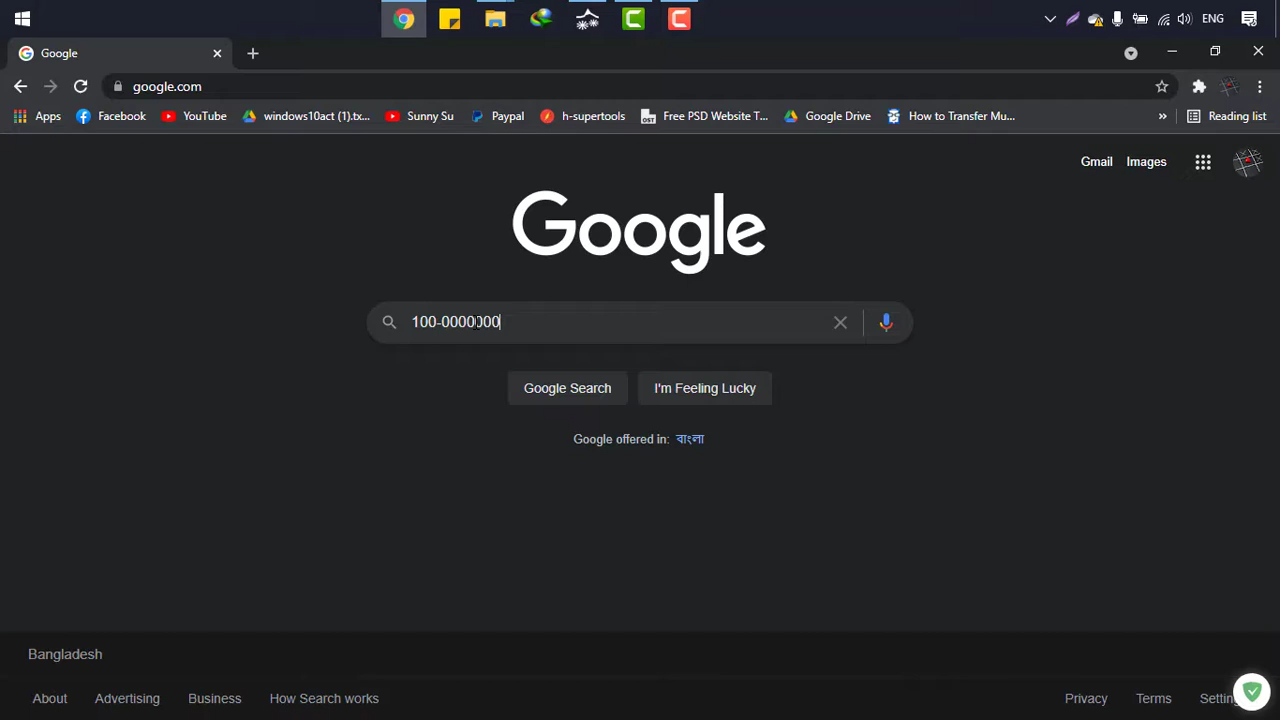 ENG
Google
google.com
Apps Facebook YouTube windows10act (1).tx... Sunny Su Paypal h-supertools Free PSD Website T... Google Drive How to Transfer Mu... » Reading list
Gmail Images
Google
100-0000000
Google Search I'm Feeling Lucky
Google offered in: বাংলা
Bangladesh
About Advertising Business How Search works Privacy Terms Setting